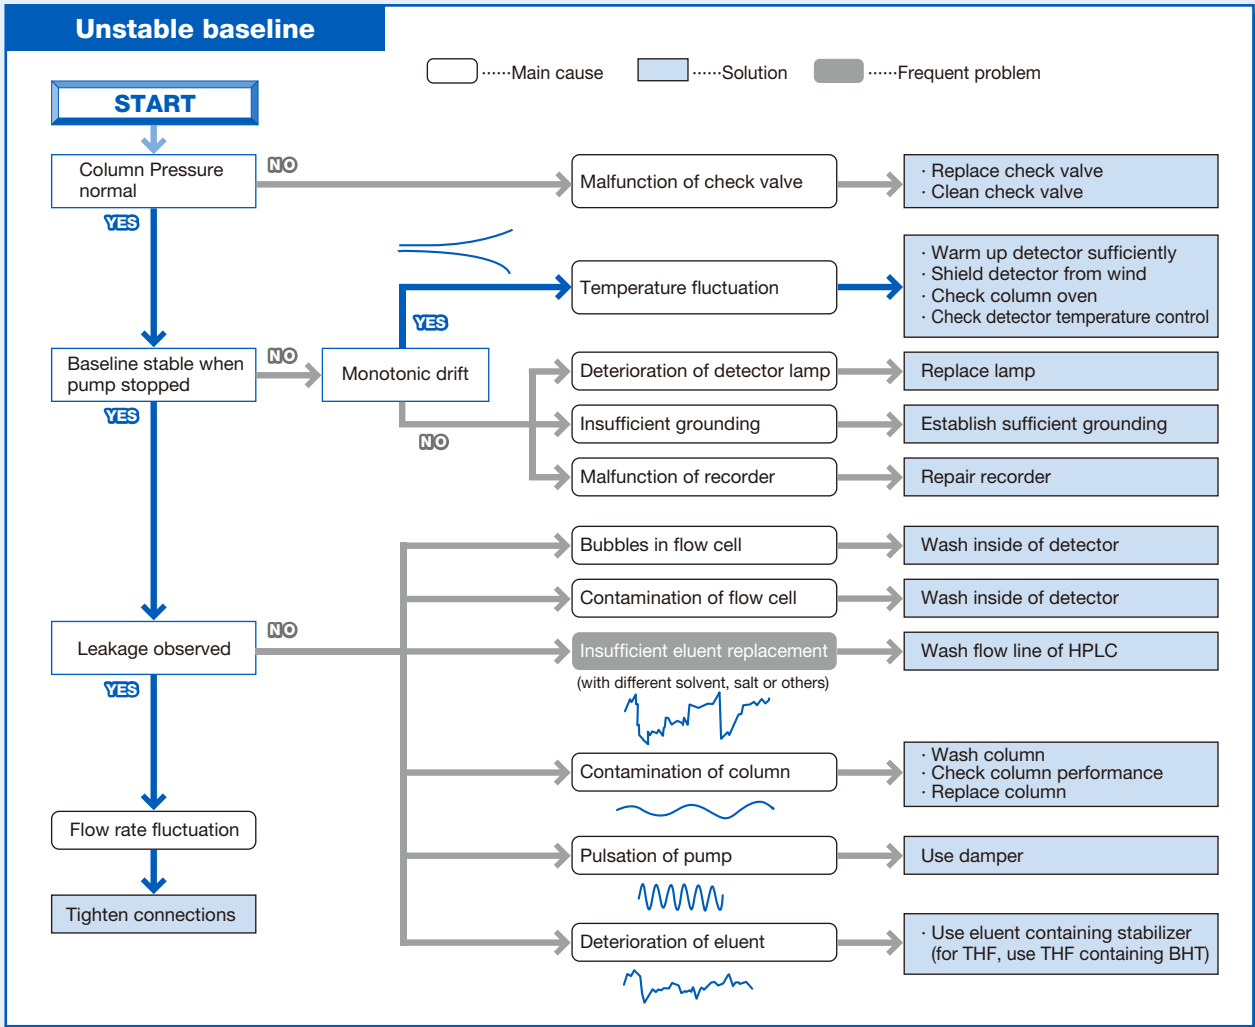 Unstable baseline
······Main cause
······Solution
······Frequent problem
START
Column Pressure
normal
NO
Malfunction of check valve
· Replace check valve
· Clean check valve
YES
Temperature fluctuation
· Warm up detector sufficiently
· Shield detector from wind
· Check column oven
· Check detector temperature control
YES
Baseline stable when
pump stopped
NO
Monotonic drift
Deterioration of detector lamp
Replace lamp
YES
NO
Insufficient grounding
Establish sufficient grounding
Malfunction of recorder
Repair recorder
Bubbles in flow cell
Wash inside of detector
Contamination of flow cell
Wash inside of detector
Leakage observed
NO
Insufficient eluent replacement
(with different solvent, salt or others)
Wash flow line of HPLC
YES
Contamination of column
· Wash column
· Check column performance
· Replace column
Flow rate fluctuation
Pulsation of pump
Use damper
Tighten connections
Deterioration of eluent
· Use eluent containing stabilizer
(for THF, use THF containing BHT)